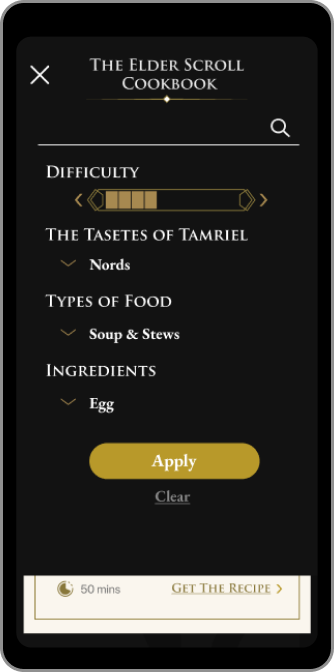 The Elder Scroll
Cookbook
Difficulty
The Tasetes of Tamriel
Nords
Types of Food
Soup & Stews
Ingredients
Egg
Apply
Clear
50 mins
Get The Recipe